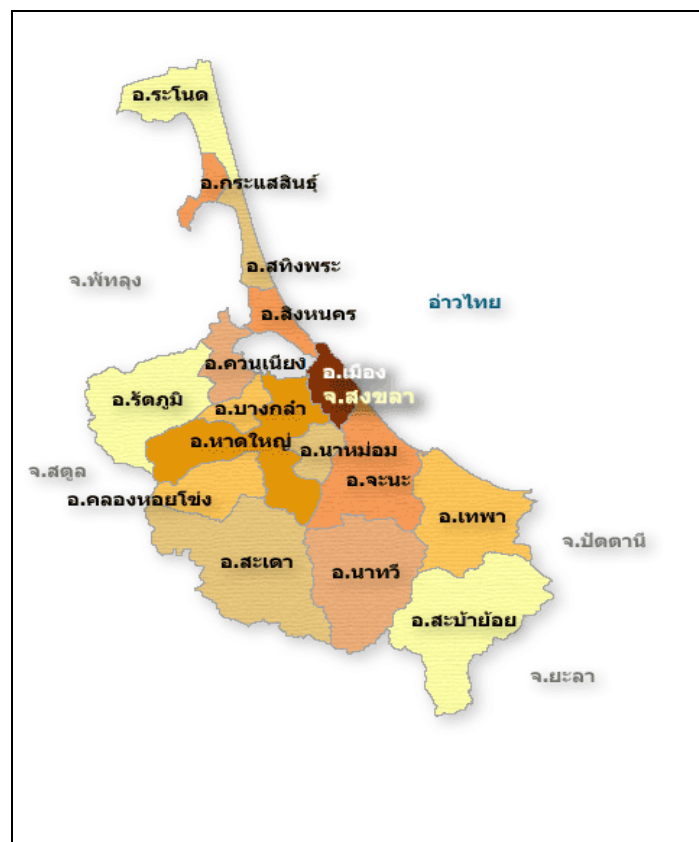 อ.ระโนด
อ.กระแสสินธุ์
อ.สทิงพระ
จ.พัทลุง
อ่าวไทย
อ.สิงหนคร
อ.ควนเนียง
อ.เมือง
จ.สงขลา
อ.รัตภูมิ
อ.บางกล่ำ
อ.หาดใหญ่
อ.นาหม่อม
จ.สตูล
อ.จะนะ
อ.คลองหอยโข่ง
อ.เทพา
จ.ปัตตานี
อ.สะเดา
อ.นาทวี
อ.สะบ้าย้อย
จ.ยะลา